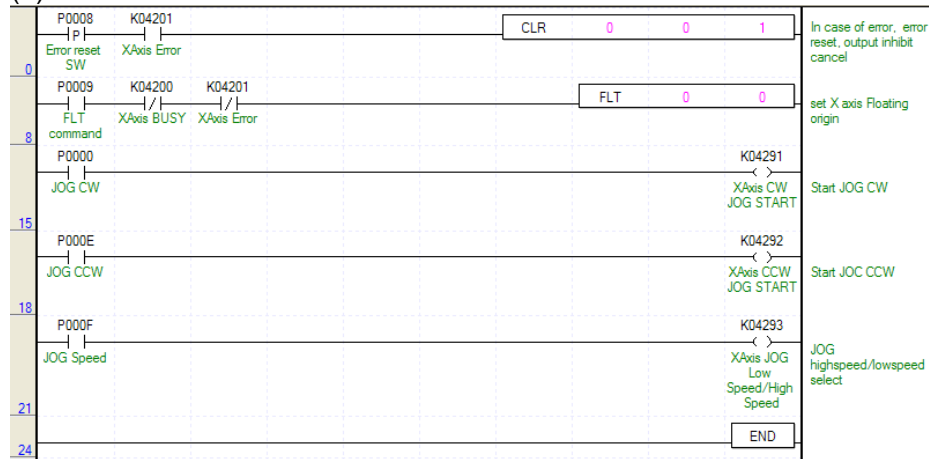 P0008 K04201
P CLR 0 0 1
Error reset SW XAxis Error
In case of error, error
reset, output inhibit
cancel
0
P0009 K04200 K04201
FLT 0 0
FLT command XAxis BUSY XAxis Error
set X axis Floating
origin
8
P0000 K04291
JOG CW XAxis CW
JOG START
Start JOG CW
15
P000E K04292
JOG CCW XAxis CCW
JOG START
Start JOC CCW
18
P000F K04293
JOG Speed XAxis JOG
Low
Speed/High
Speed
JOG
highspeed/lowspeed
select
21
END
24